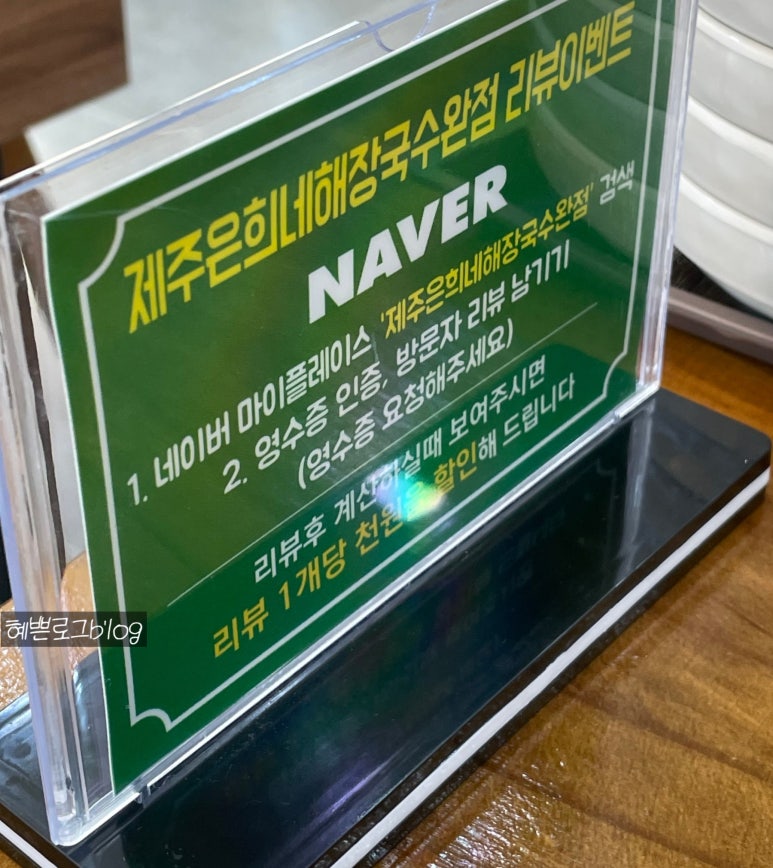 제주은희네해장국수완점 리뷰이벤트
NAVER
1. 네이버 마이플레이스 '제주은희네해장국수완점' 검색
2. 영수증 인증, 방문자 리뷰 남기기
(영수증 요청해주세요)
리뷰후 계산하실때 보여주시면
리뷰 1개당 천원을 할인해 드립니다
혜쁜로그b'log